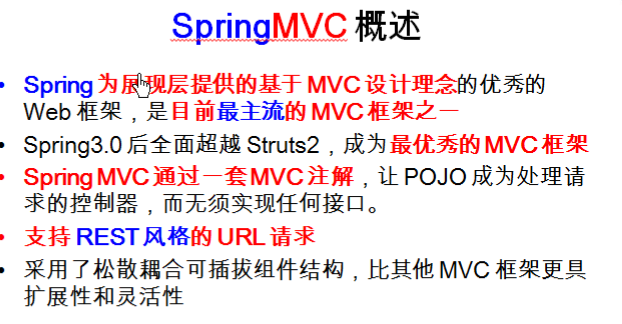 SpringMVC 概述
• Spring 为展现层提供的基于 MVC 设计理念的优秀的
Web 框架，是目前最主流的 MVC 框架之一
• Spring3.0 后全面超越 Struts2，成为最优秀的 MVC 框架
• Spring MVC 通过一套 MVC 注解，让 POJO 成为处理请
求的控制器，而无须实现任何接口。
• 支持 REST 风格的 URL 请求
• 采用了松散耦合可插拔组件结构，比其他 MVC 框架更具
扩展性和灵活性